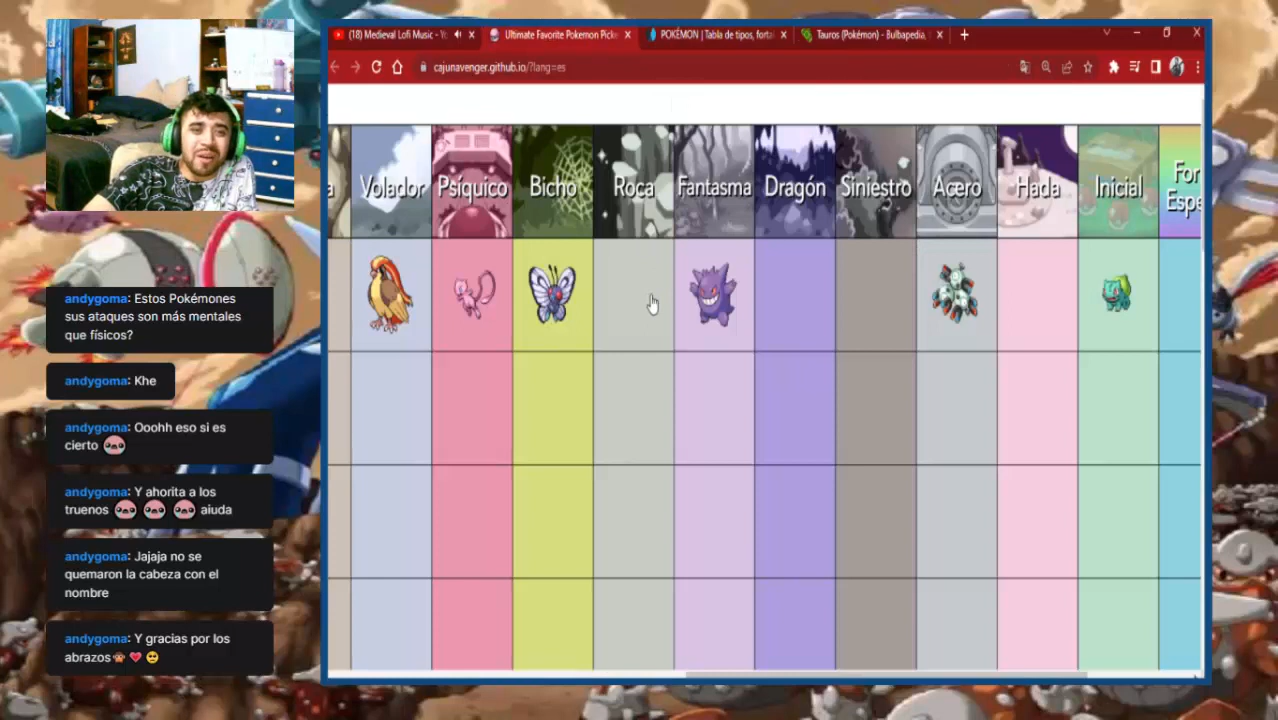 (18) Medieval Lofi Music - Yo
Ultimate Favorite Pokemon Picke
POKÉMON | Tabla de tipos, fortal
Tauros (Pokémon) - Bulbapedia,
cajunavenger.github.io/?lang=es
Volador
Psíquico
Bicho
Roca
Fantasma
Dragón
Siniestro
Acero
Hada
Inicial
For
Espe
andygoma: Estos Pokémones
sus ataques son más mentales
que físicos?
andygoma: Khe
andygoma: Ooohh eso si es
cierto
andygoma: Y ahorita a los
truenos aiuda
andygoma: Jajaja no se
quemaron la cabeza con el
nombre
andygoma: Y gracias por los
abrazos